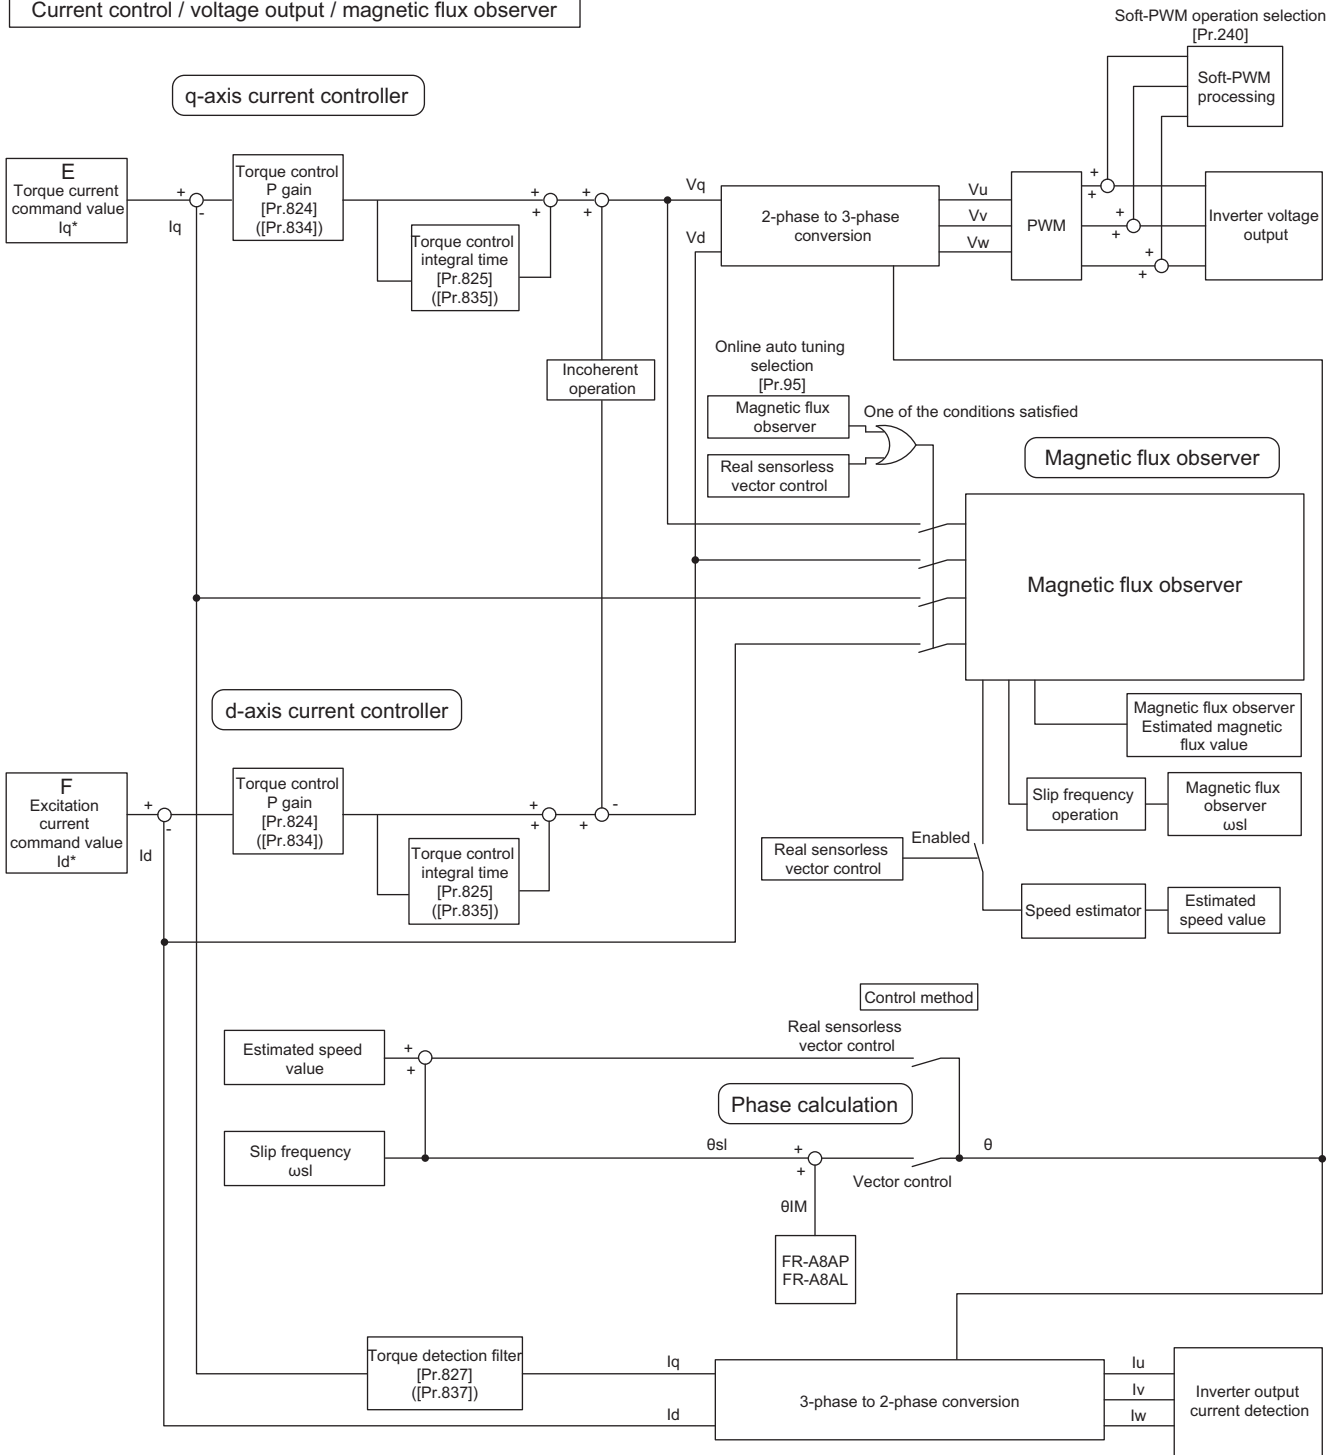 Current control / voltage output / magnetic flux observer
Soft-PWM operation selection
[Pr.240]
Soft-PWM
processing
q-axis current controller
E
Torque current
command value
Iq*
+
-
Iq
Torque control
P gain
[Pr.824]
([Pr.834])
Torque control
integral time
[Pr.825]
([Pr.835])
+
+
+
+
Vq
Vd
2-phase to 3-phase
conversion
Vu
Vv
Vw
PWM
+
+
+
+
+
+
Inverter voltage
output
Incoherent
operation
Online auto tuning
selection
[Pr.95]
Magnetic flux
observer
One of the conditions satisfied
Real sensorless
vector control
Magnetic flux observer
Magnetic flux observer
d-axis current controller
Magnetic flux observer
Estimated magnetic
flux value
F
Excitation
current
command value
Id*
+
-
Id
Torque control
P gain
[Pr.824]
([Pr.834])
Torque control
integral time
[Pr.825]
([Pr.835])
+
+
+
-
Slip frequency
operation
Magnetic flux
observer
ωsl
Real sensorless
vector control
Enabled
Speed estimator
Estimated
speed value
Control method
Real sensorless
vector control
Estimated speed
value
+
+
Phase calculation
Slip frequency
ωsl
θsl
+
+
θ
Vector control
θIM
FR-A8AP
FR-A8AL
Torque detection filter
[Pr.827]
([Pr.837])
Iq
Id
3-phase to 2-phase conversion
Iu
Iv
Iw
Inverter output
current detection